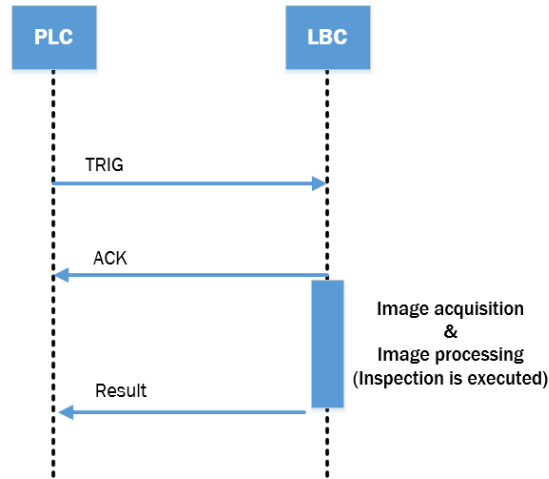 PLC
LBC
TRIG
ACK
Image acquisition
&
Image processing
(Inspection is executed)
Result